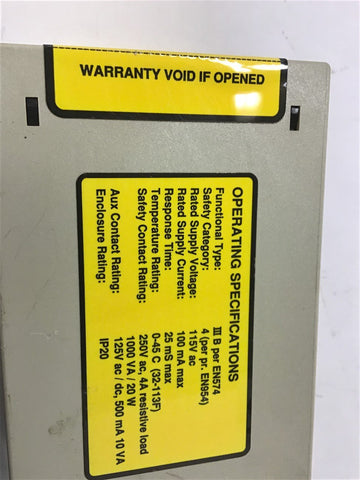 WARRANTY VOID IF OPENED
OPERATING SPECIFICATIONS
Functional Type: III B per EN574
Safety Category: 4 (per pr. EN954)
Rated Supply Voltage: 115V ac
Rated Supply Current: 100 mA max
Response Time: 25 mS max
Temperature Rating: 0-45 C (32-113F)
Safety Contact Rating: 250V ac, 4A resistive load
1000 VA / 20 W
Aux Contact Rating: 125V ac / dc, 500 mA 10 VA
Enclosure Rating: IP20